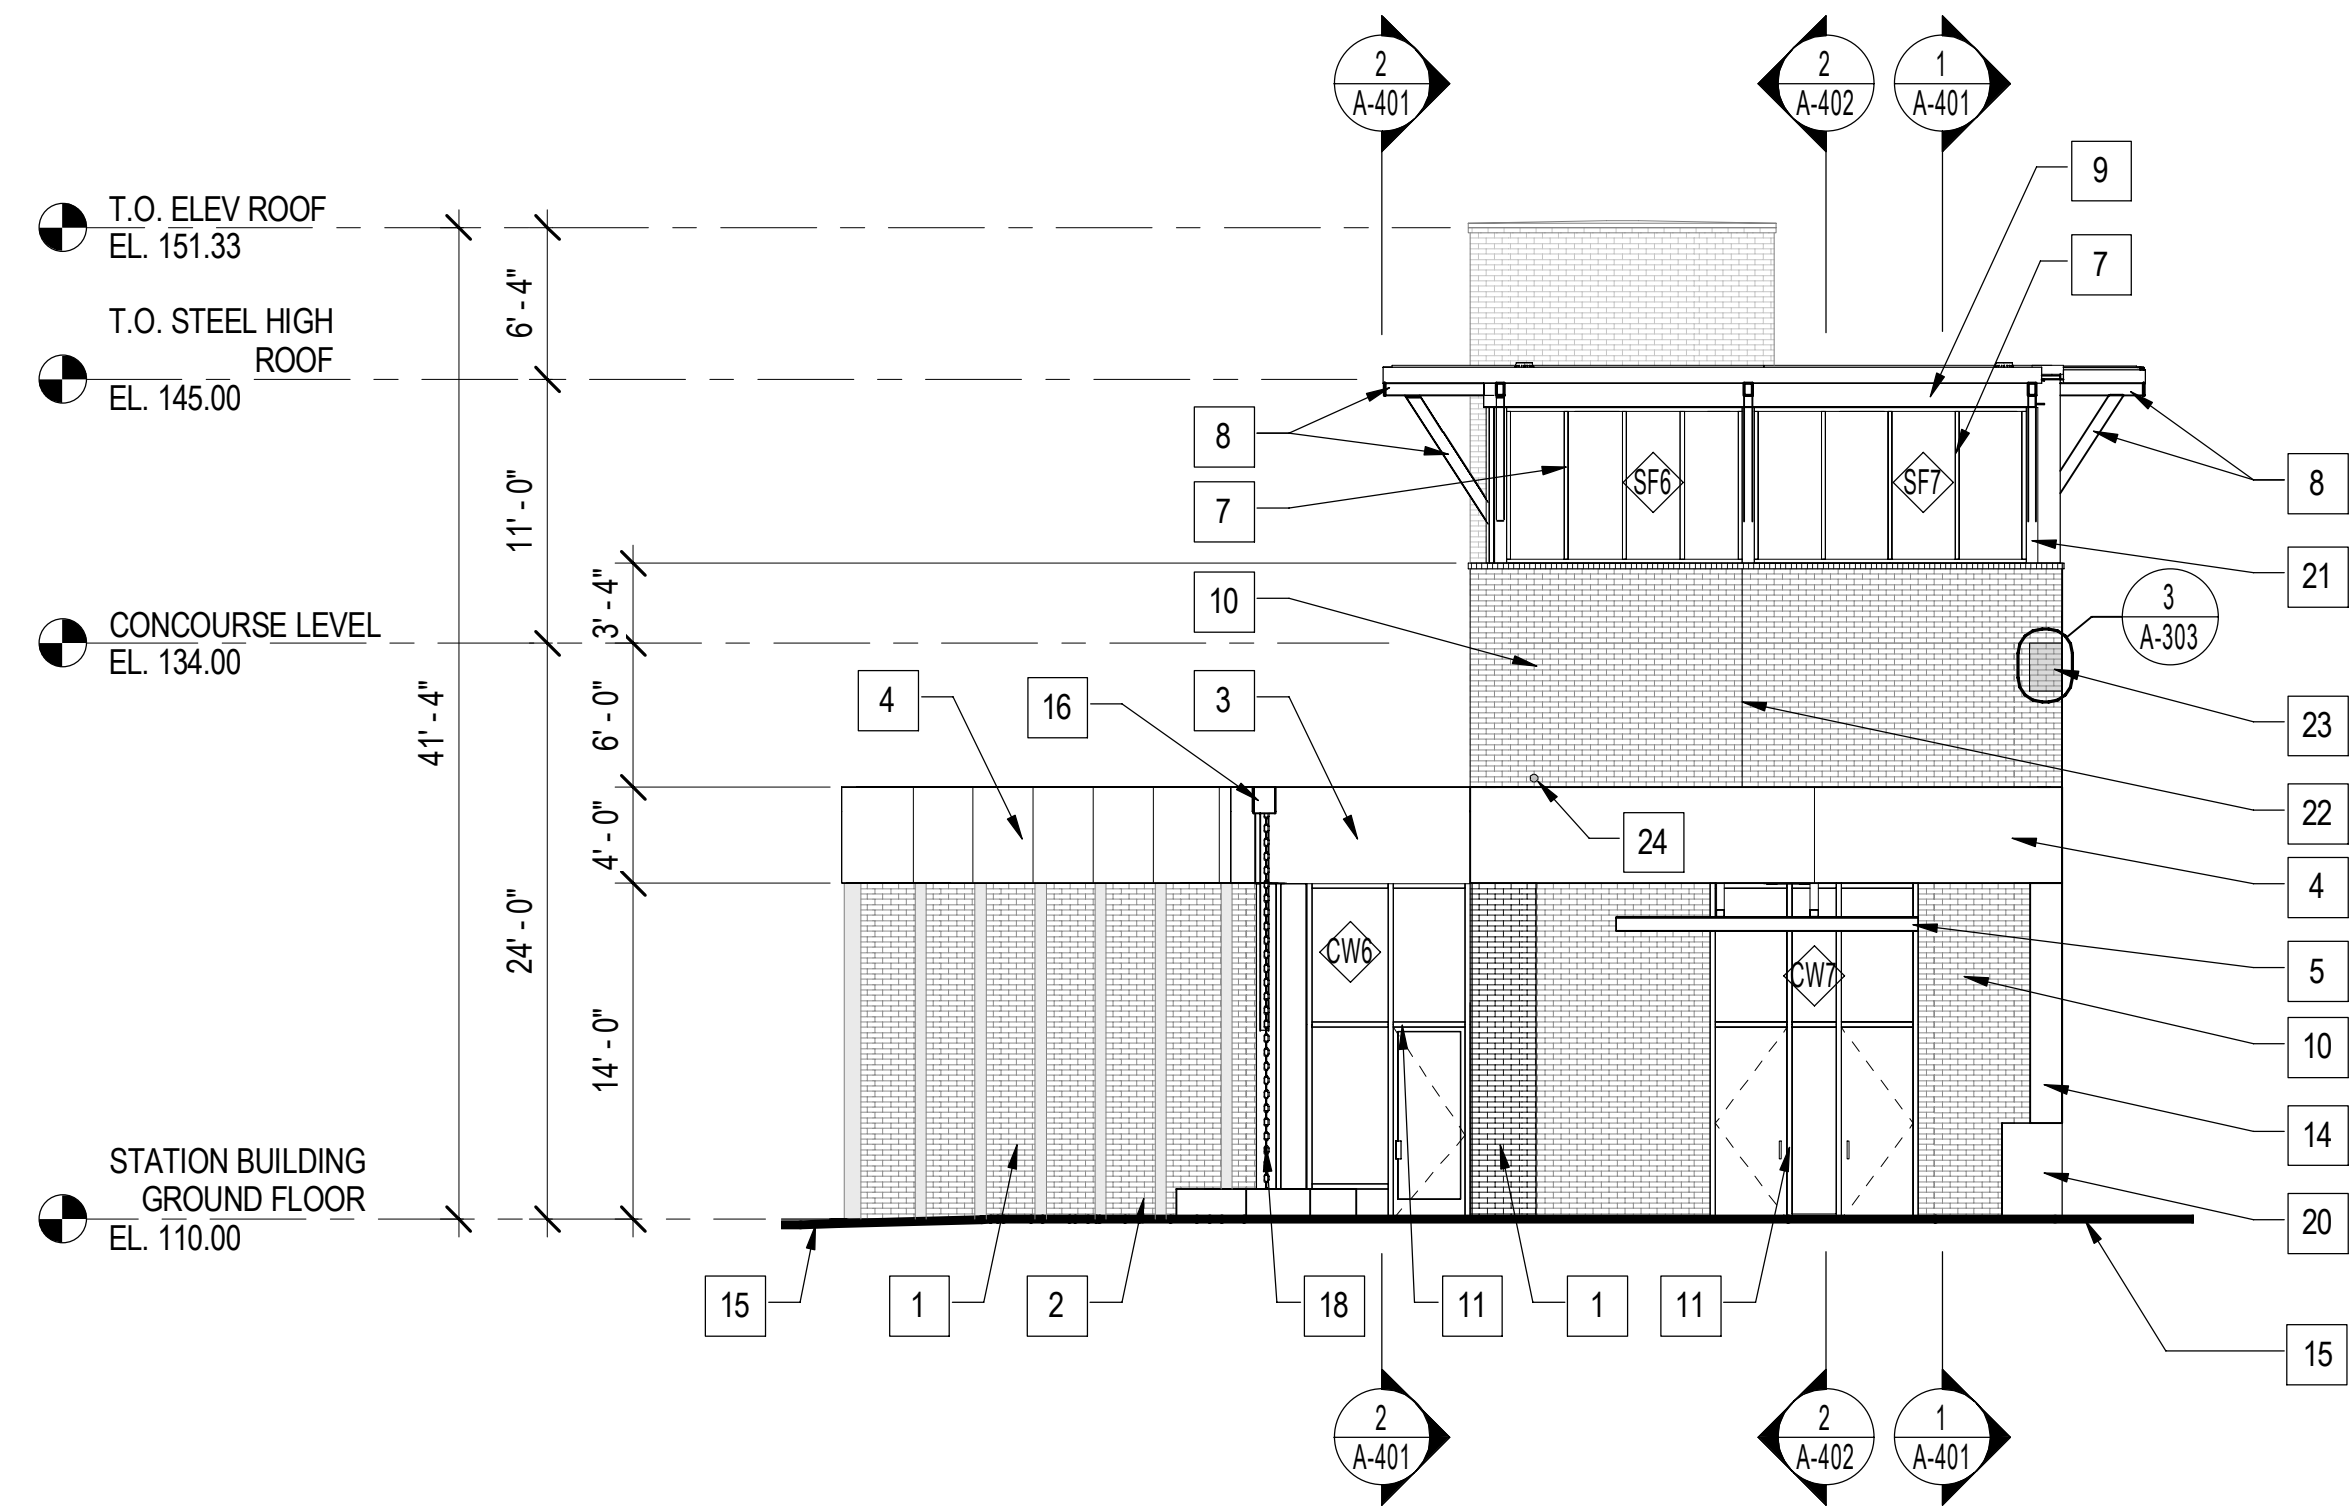 2
A-401
2
A-402
1
A-401
9
7
T.O. ELEV ROOF
EL. 151.33
T.O. STEEL HIGH
ROOF
EL. 145.00
CONCOURSE LEVEL
EL. 134.00
STATION BUILDING
GROUND FLOOR
EL. 110.00
41' - 4"
6' - 4"
11' - 0"
24' - 0"
3' - 4"
6' - 0"
4' - 0"
14' - 0"
8
7
10
4
16
3
SF6
SF7
24
CW6
CW7
8
21
3
A-303
23
22
4
5
10
14
20
15
15
1
2
18
11
1
11
2
A-401
2
A-402
1
A-401